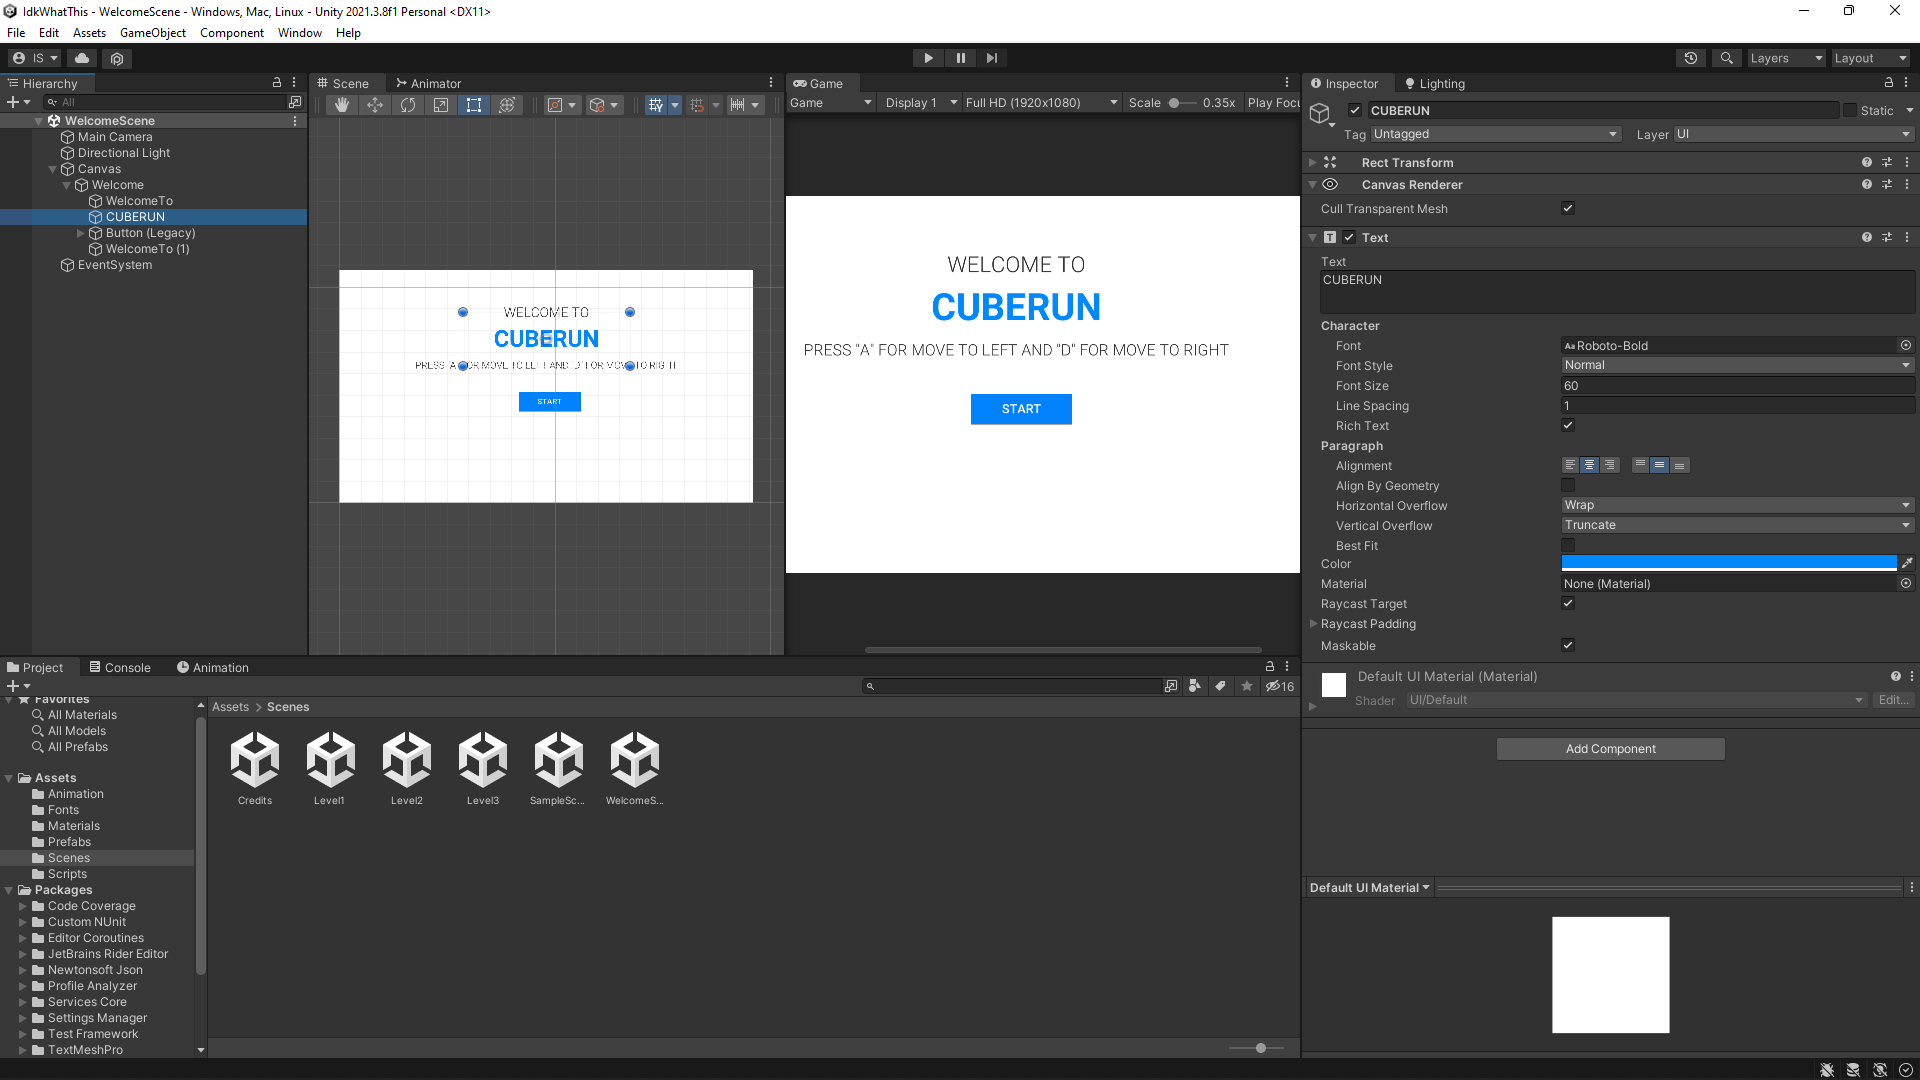 IdkWhatThis - WelcomeScene - Windows, Mac, Linux - Unity 2021.3.8f1 Personal <DX11>
File Edit Assets GameObject Component Window Help
IS Layers Layout
Hierarchy
All
WelcomeScene
Main Camera
Directional Light
Canvas
Welcome
WelcomeTo
CUBERUN
Button (Legacy)
WelcomeTo (1)
EventSystem
Scene Animator
WELCOME TO
CUBERUN
PRESS "A" FOR MOVE TO LEFT AND "D" FOR MOVE TO RIGHT
START
Game
Game Display 1 Full HD (1920x1080) Scale 0.35x Play Focu
WELCOME TO
CUBERUN
PRESS "A" FOR MOVE TO LEFT AND "D" FOR MOVE TO RIGHT
START
Inspector Lighting
CUBERUN Static
Tag Untagged Layer UI
Rect Transform
Canvas Renderer
Cull Transparent Mesh
Text
Text
CUBERUN
Character
Font Roboto-Bold
Font Style Normal
Font Size 60
Line Spacing 1
Rich Text
Paragraph
Alignment
Align By Geometry
Horizontal Overflow Wrap
Vertical Overflow Truncate
Best Fit
Color
Material None (Material)
Raycast Target
Raycast Padding
Maskable
Default UI Material (Material)
Shader UI/Default Edit...
Add Component
Default UI Material
Project Console Animation
16
Favorites
All Materials
All Models
All Prefabs
Assets
Animation
Fonts
Materials
Prefabs
Scenes
Scripts
Packages
Code Coverage
Custom NUnit
Editor Coroutines
JetBrains Rider Editor
Newtonsoft Json
Profile Analyzer
Services Core
Settings Manager
Test Framework
TextMeshPro
Assets > Scenes
Credits Level1 Level2 Level3 SampleSc... WelcomeS...